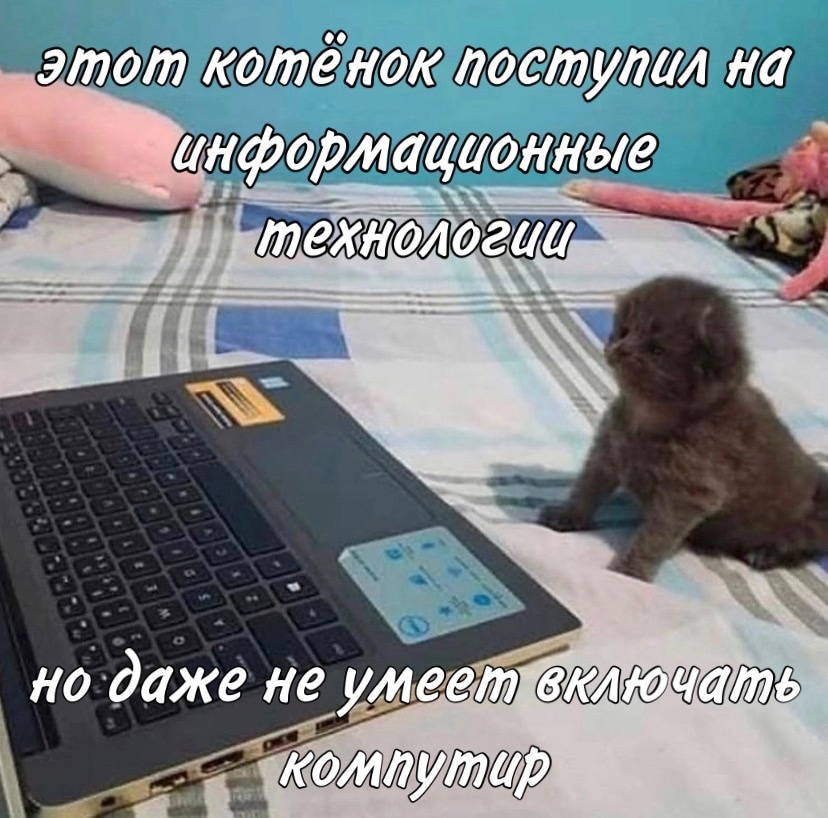 этот котёнок поступил на
информационные
технологии
но даже не умеет включать
компутир